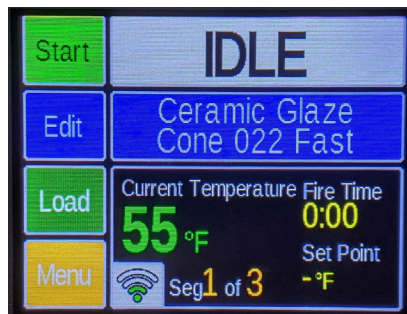 Start
IDLE
Edit
Ceramic Glaze
Cone 022 Fast
Load
Current Temperature
55 °F
Fire Time
0:00
Set Point
- °F
Menu
Seg 1 of 3